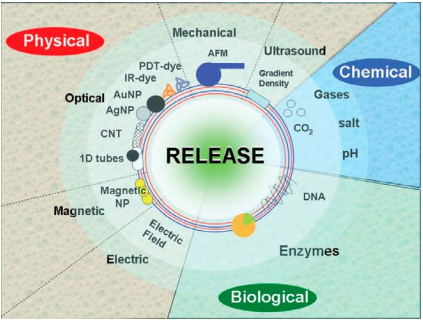 Physical
Mechanical
AFM
Ultrasound
Gradient
Density
PDT-dye
IR-dye
Optical
AuNP
AgNP
CNT
1D tubes
Magnetic
NP
Magnetic
Electric
Field
Electric
RELEASE
Chemical
Gases
CO₂
salt
pH
DNA
Enzymes
Biological